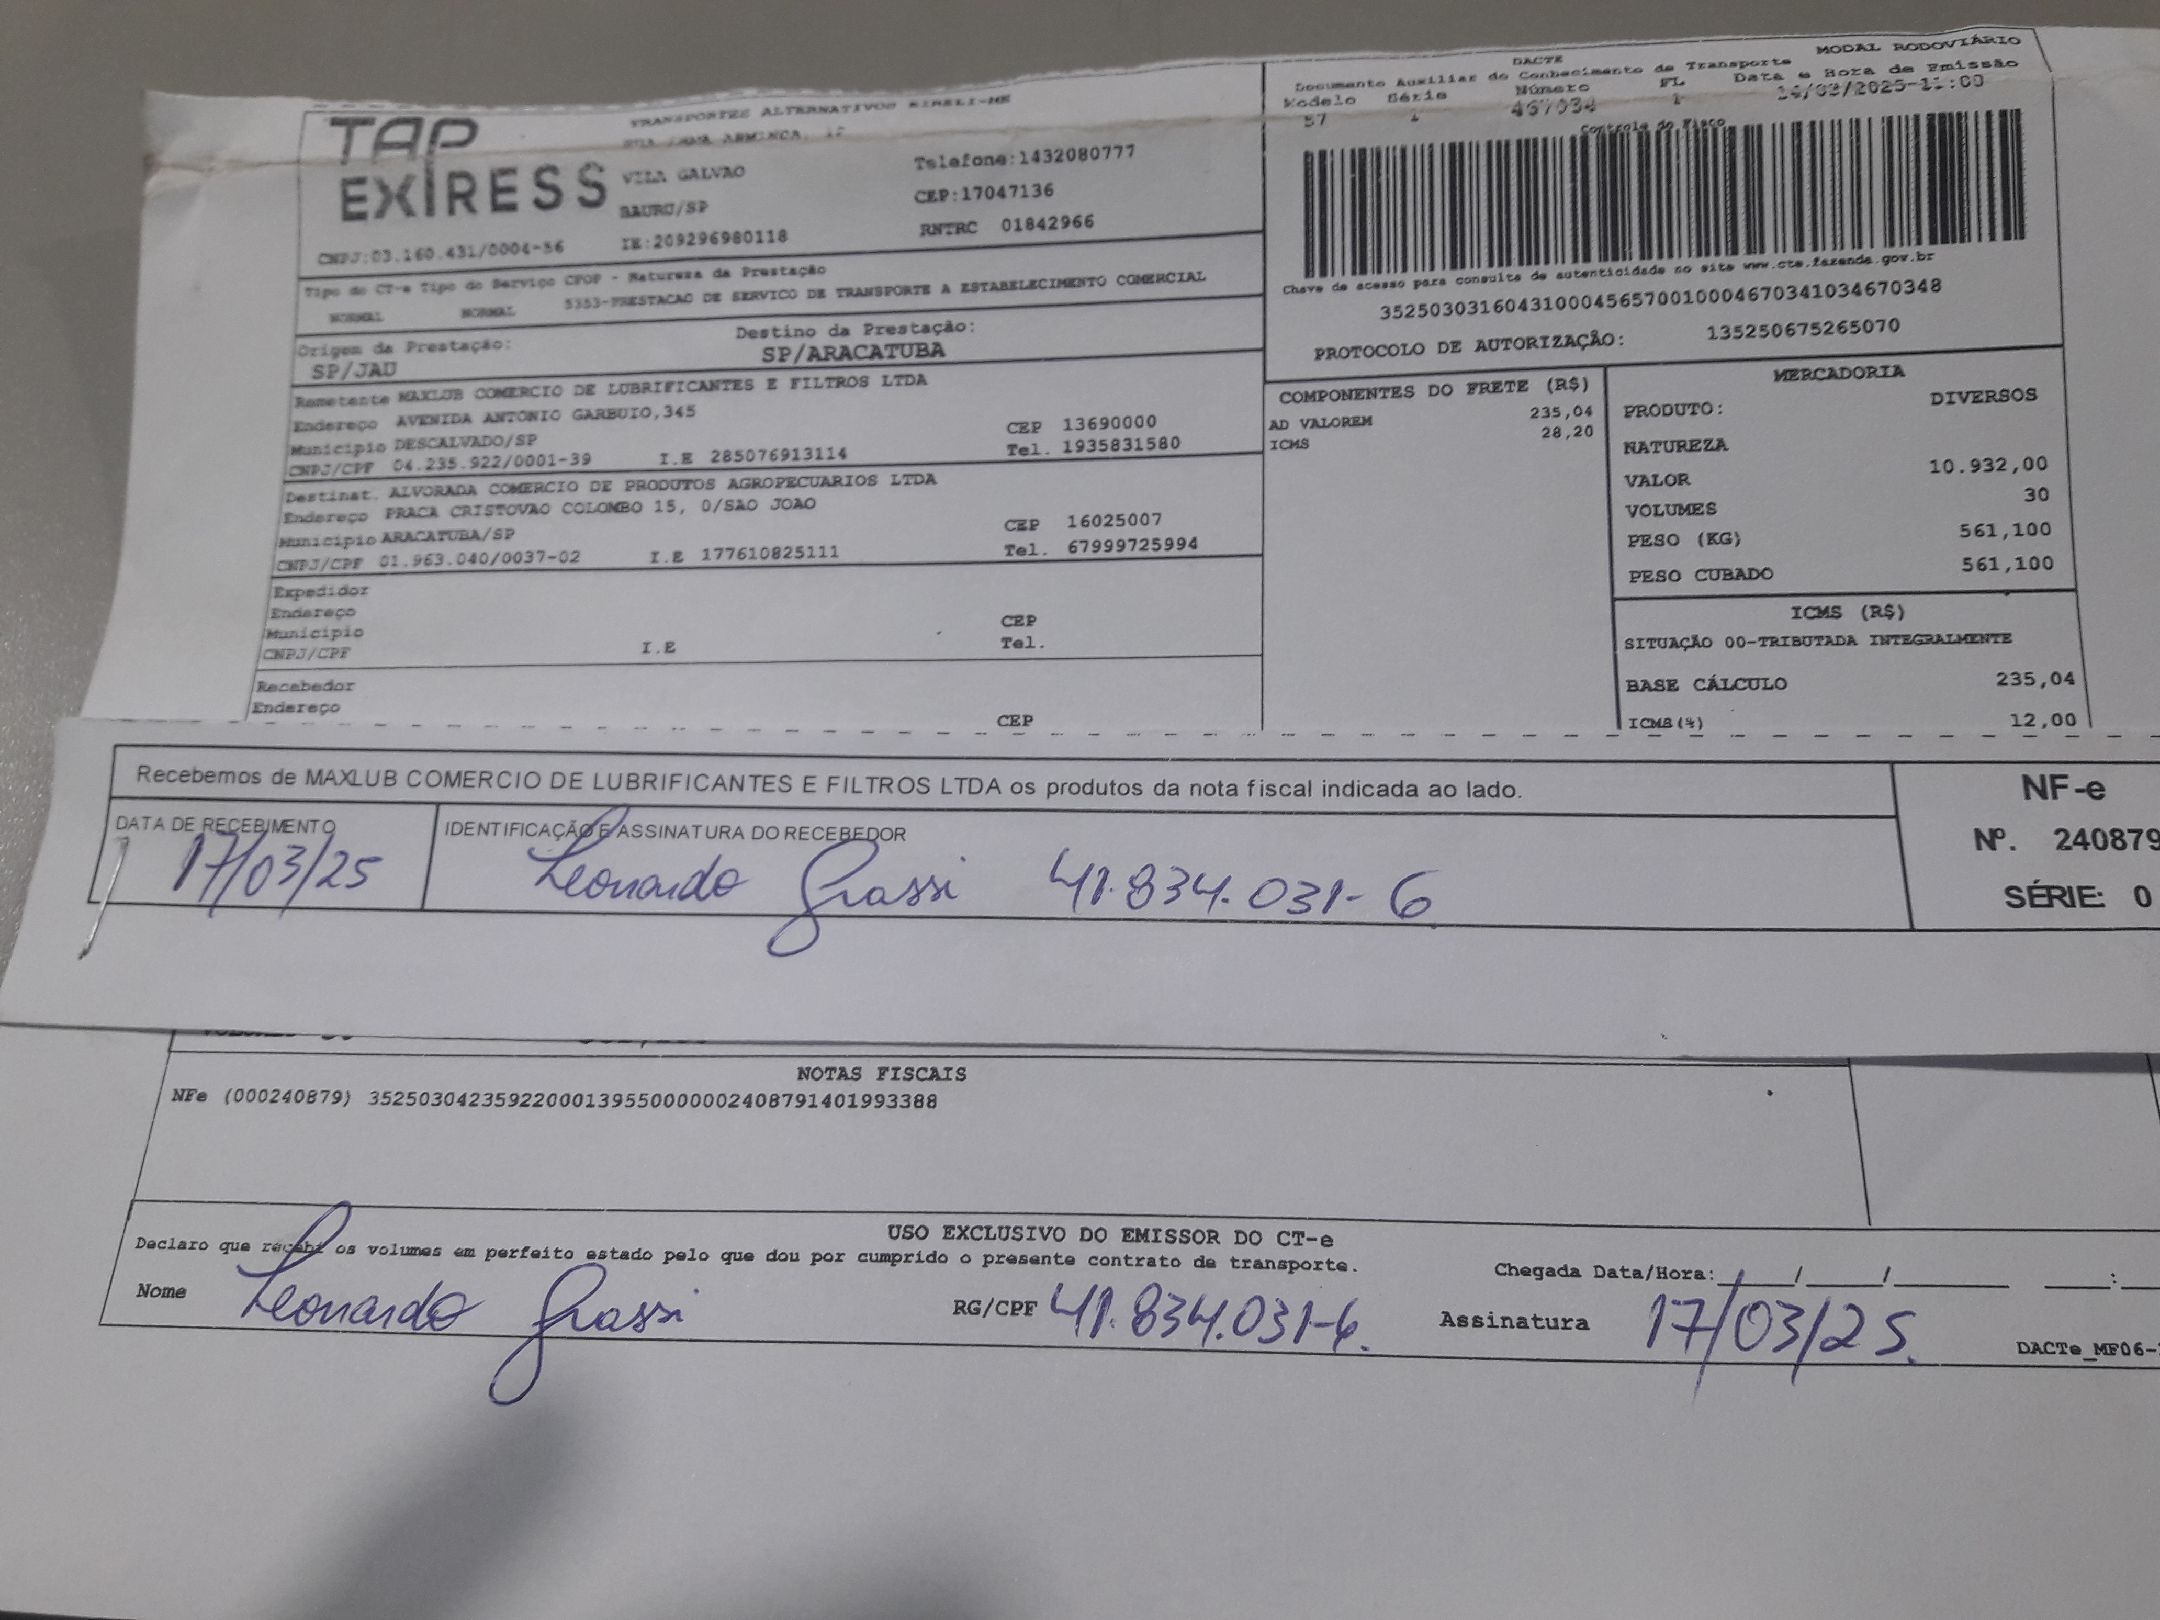 TAP
EXPRESS
TRANSPORTES ALTERNATIVOS EIRELI-ME
VILA GALVAO
BAURU/SP
Telefone:1432080777
CEP:17047136
RNTRC 01842966
CNPJ:03.160.431/0004-56 IE:209296980118
DACTE
Documento Auxiliar do Conhecimento de Transporte
MODAL RODOVIÁRIO
Modelo Série Número FL Data e Hora de Emissão
57 1 467034 1
Controle do Fisco
Chave de acesso para consulta de autenticidade no site www.cte.fazenda.gov.br
35250303160431000456570010004670341034670348
PROTOCOLO DE AUTORIZAÇÃO: 135250675265070
Tipo do CT-e Tipo do Serviço CFOP - Natureza da Prestação
NORMAL NORMAL 5353-PRESTACAO DE SERVICO DE TRANSPORTE A ESTABELECIMENTO COMERCIAL
Origem da Prestação: Destino da Prestação:
SP/JAU SP/ARACATUBA
Remetente MAXLUB COMERCIO DE LUBRIFICANTES E FILTROS LTDA
Endereço AVENIDA ANTONIO GARBUIO,345 CEP 13690000
Município DESCALVADO/SP Tel. 1935831580
CNPJ/CPF 04.235.922/0001-39 I.E 285076913114
Destinat. ALVORADA COMERCIO DE PRODUTOS AGROPECUARIOS LTDA
Endereço PRACA CRISTOVAO COLOMBO 15, 0/SAO JOAO CEP 16025007
Município ARACATUBA/SP Tel. 67999725994
CNPJ/CPF 01.963.040/0037-02 I.E 177610825111
Expedidor
Endereço CEP
Município Tel.
CNPJ/CPF I.E
Recebedor
Endereço CEP
COMPONENTES DO FRETE (R$)
AD VALOREM 235,04
ICMS 28,20
MERCADORIA
PRODUTO: DIVERSOS
NATUREZA
VALOR 10.932,00
VOLUMES 30
PESO (KG) 561,100
PESO CUBADO 561,100
ICMS (R$)
SITUAÇÃO 00-TRIBUTADA INTEGRALMENTE
BASE CÁLCULO 235,04
ICMS(%) 12,00
Recebemos de MAXLUB COMERCIO DE LUBRIFICANTES E FILTROS LTDA os produtos da nota fiscal indicada ao lado.
NF-e
Nº. 240879
SÉRIE: 0
DATA DE RECEBIMENTO IDENTIFICAÇÃO E ASSINATURA DO RECEBEDOR
17/03/25 Leonardo Grassi 41.834.031-6
NOTAS FISCAIS
NFe (000240879) 35250304235922000139550000002408791401993388
USO EXCLUSIVO DO EMISSOR DO CT-e
Declaro que recebi os volumes em perfeito estado pelo que dou por cumprido o presente contrato de transporte.
Chegada Data/Hora:____/____/______ ___:
Nome Leonardo Grassi RG/CPF 41.834.031-6. Assinatura 17/03/25.
DACTe_MF06-